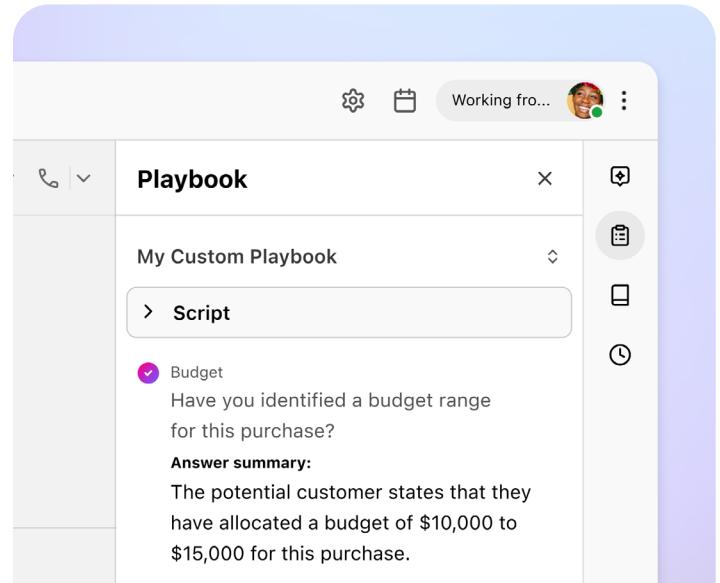 Working fro...
Playbook
My Custom Playbook
Script
Budget
Have you identified a budget range
for this purchase?
Answer summary:
The potential customer states that they
have allocated a budget of $10,000 to
$15,000 for this purchase.